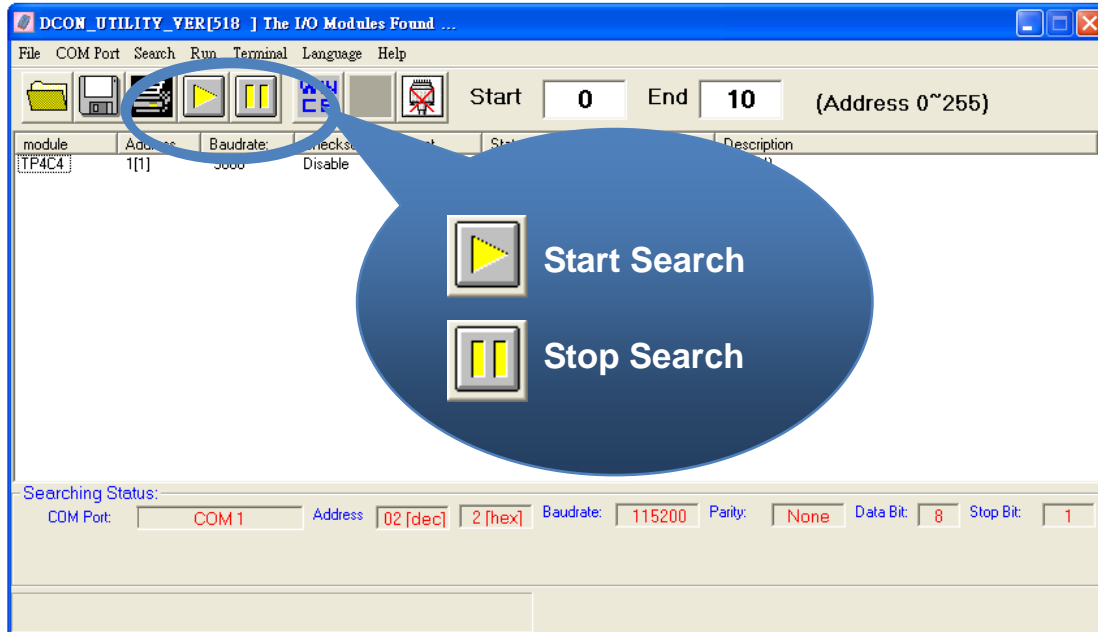 DCON_UTILITY_VER[518 ] The I/O Modules Found ...
File COM Port Search Run Terminal Language Help
Start 0 End 10 (Address 0~255)
module Baudrate: Description
TP4C4 1[1] Disable
Start Search
Stop Search
Searching Status:
COM Port: COM 1 Address 02 [dec] 2 [hex] Baudrate: 115200 Parity: None Data Bit: 8 Stop Bit: 1